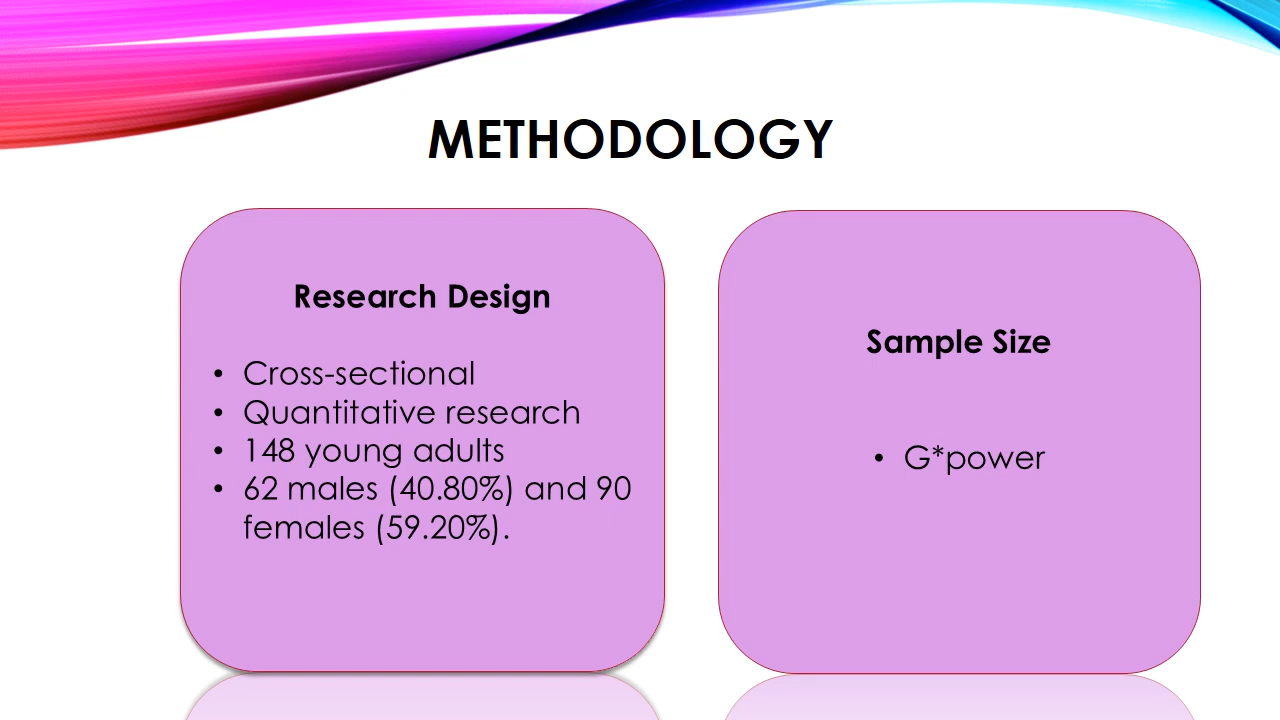 METHODOLOGY
Research Design
• Cross-sectional
• Quantitative research
• 148 young adults
• 62 males (40.80%) and 90
females (59.20%).
Sample Size
• G*power